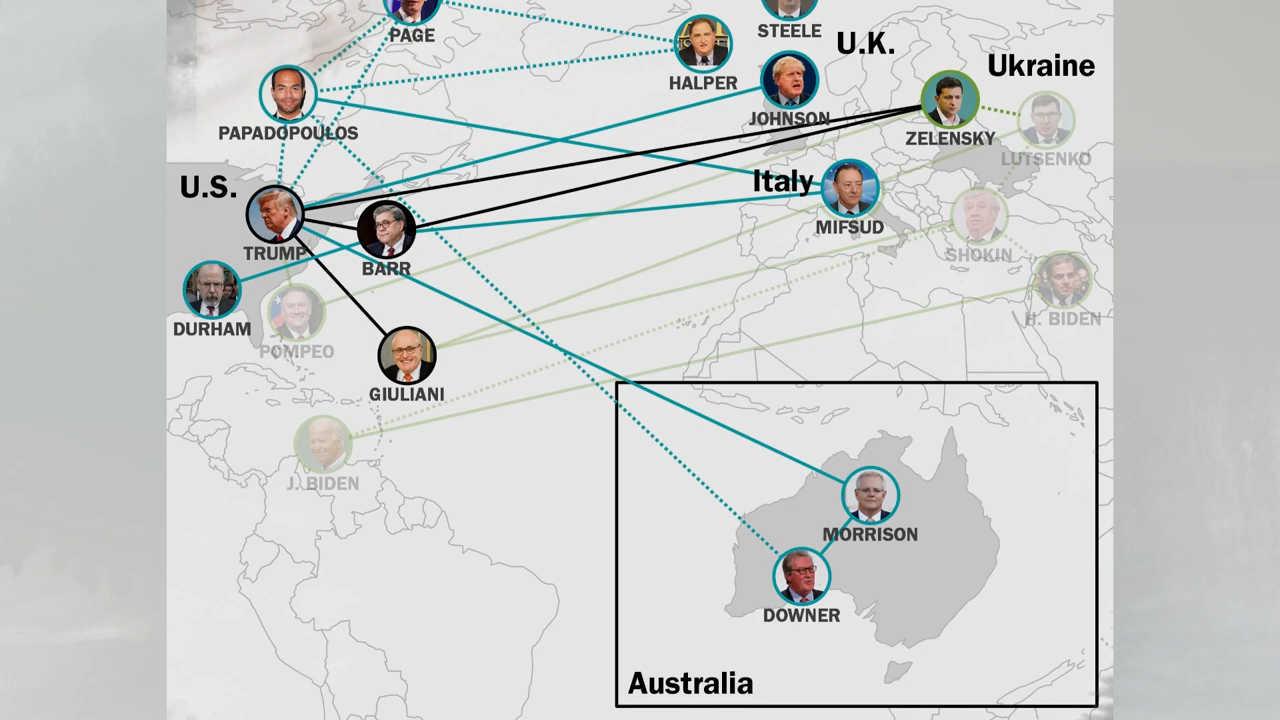 PAGE
STEELE
U.K.
HALPER
Ukraine
JOHNSON
PAPADOPOULOS
ZELENSKY
LUTSENKO
U.S.
Italy
MIFSUD
TRUMP
BARR
SHOKIN
DURHAM
POMPEO
H. BIDEN
GIULIANI
J. BIDEN
MORRISON
DOWNER
Australia